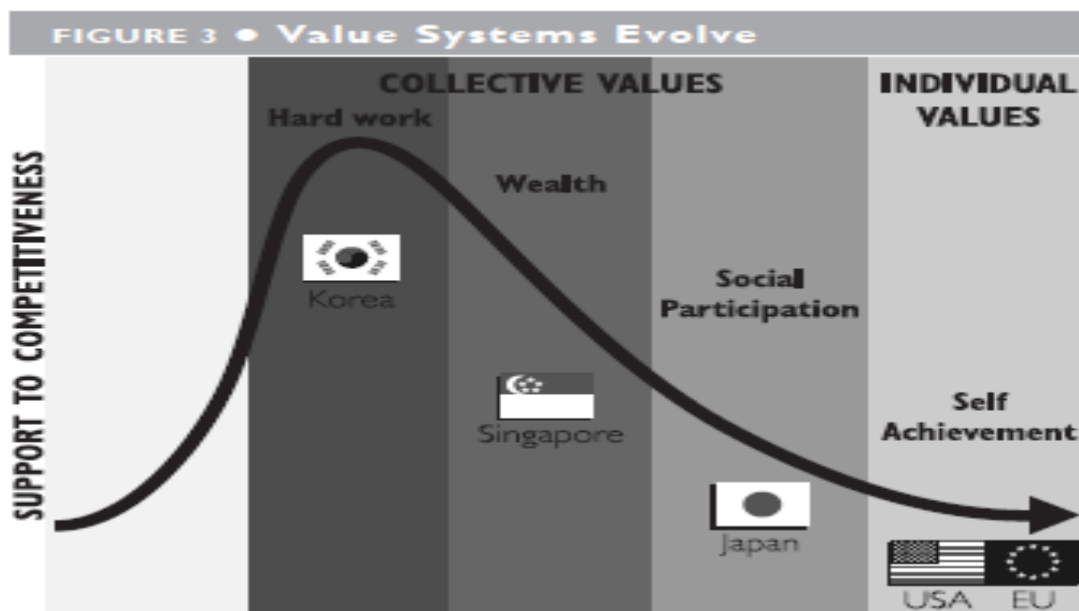 FIGURE 3 • Value Systems Evolve
COLLECTIVE VALUES
INDIVIDUAL
VALUES
Hard work
Wealth
Social
Participation
Self
Achievement
SUPPORT TO COMPETITIVENESS
Korea
Singapore
Japan
USA
EU